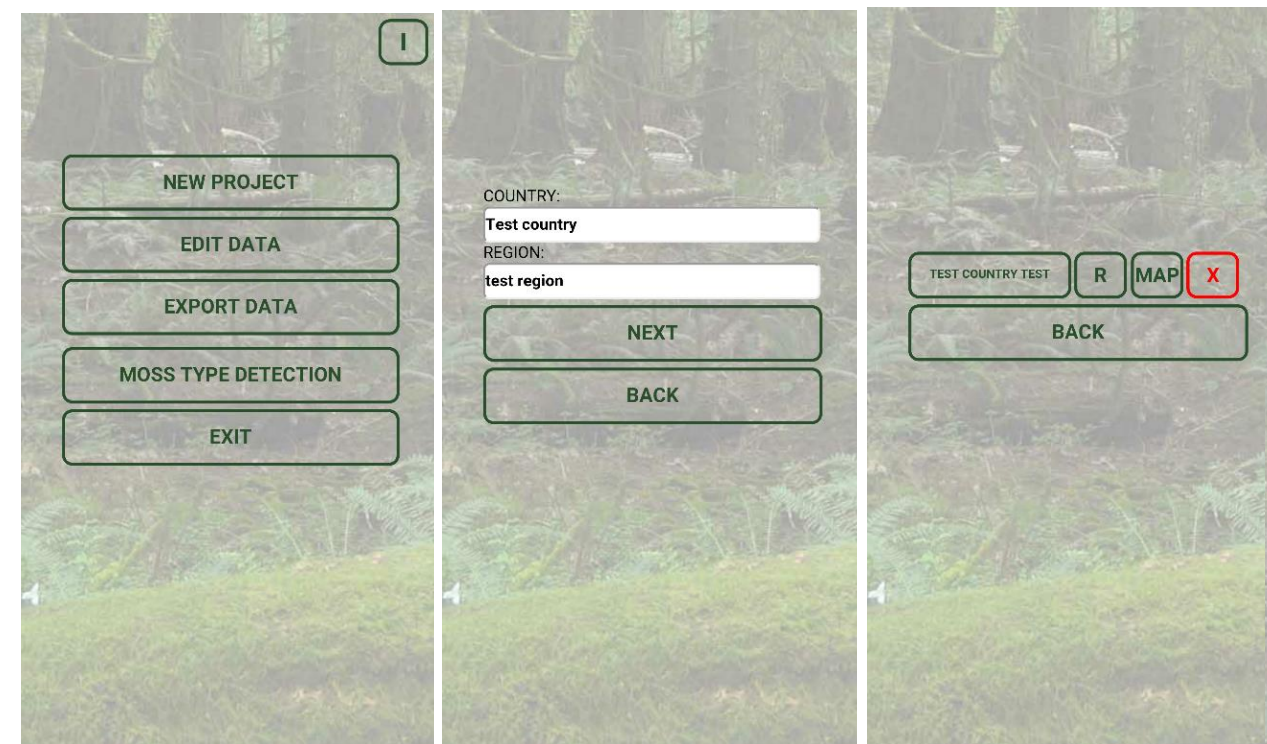 I
NEW PROJECT
EDIT DATA
EXPORT DATA
MOSS TYPE DETECTION
EXIT
COUNTRY:
Test country
REGION:
test region
NEXT
BACK
TEST COUNTRY TEST R MAP X
BACK